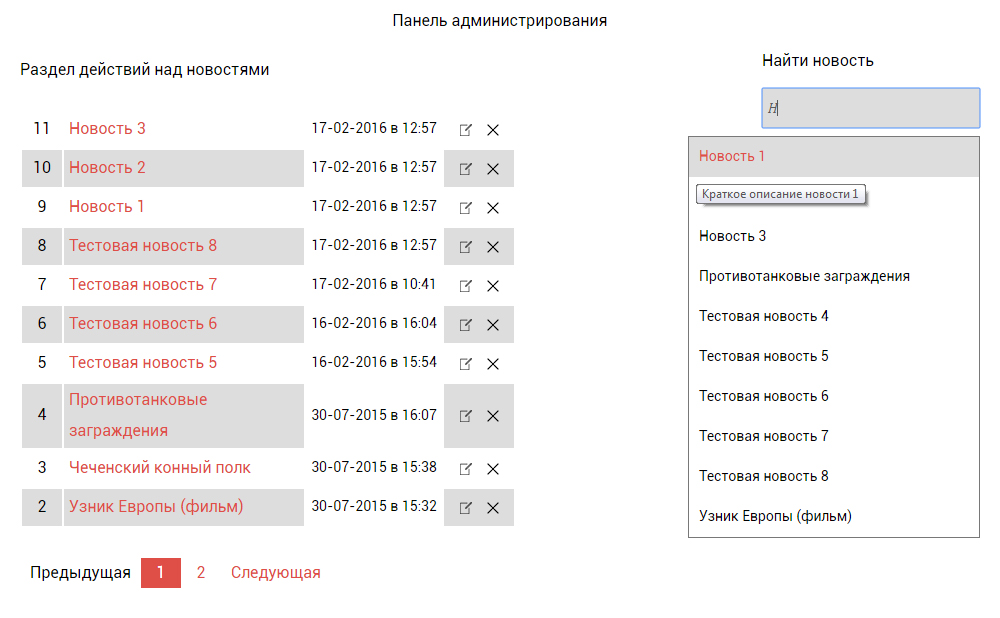 Панель администрирования
Раздел действий над новостями
11 Новость 3 17-02-2016 в 12:57
10 Новость 2 17-02-2016 в 12:57
9 Новость 1 17-02-2016 в 12:57
8 Тестовая новость 8 17-02-2016 в 12:57
7 Тестовая новость 7 17-02-2016 в 10:41
6 Тестовая новость 6 16-02-2016 в 16:04
5 Тестовая новость 5 16-02-2016 в 15:54
4 Противотанковые
заграждения 30-07-2015 в 16:07
3 Чеченский конный полк 30-07-2015 в 15:38
2 Узник Европы (фильм) 30-07-2015 в 15:32
Предыдущая 1 2 Следующая
Найти новость
Н
Новость 1
Краткое описание новости 1
Новость 3
Противотанковые заграждения
Тестовая новость 4
Тестовая новость 5
Тестовая новость 6
Тестовая новость 7
Тестовая новость 8
Узник Европы (фильм)